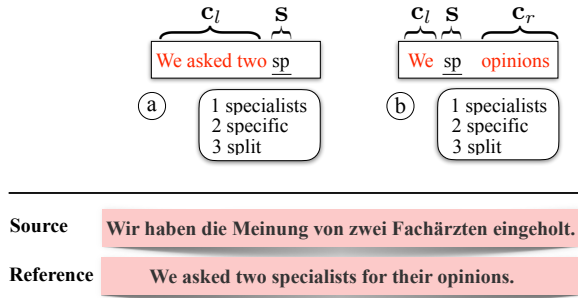 c_l s
We asked two sp
a
1 specialists
2 specific
3 split
c_l s c_r
We sp opinions
b
1 specialists
2 specific
3 split
Source Wir haben die Meinung von zwei Fachärzten eingeholt.
Reference We asked two specialists for their opinions.